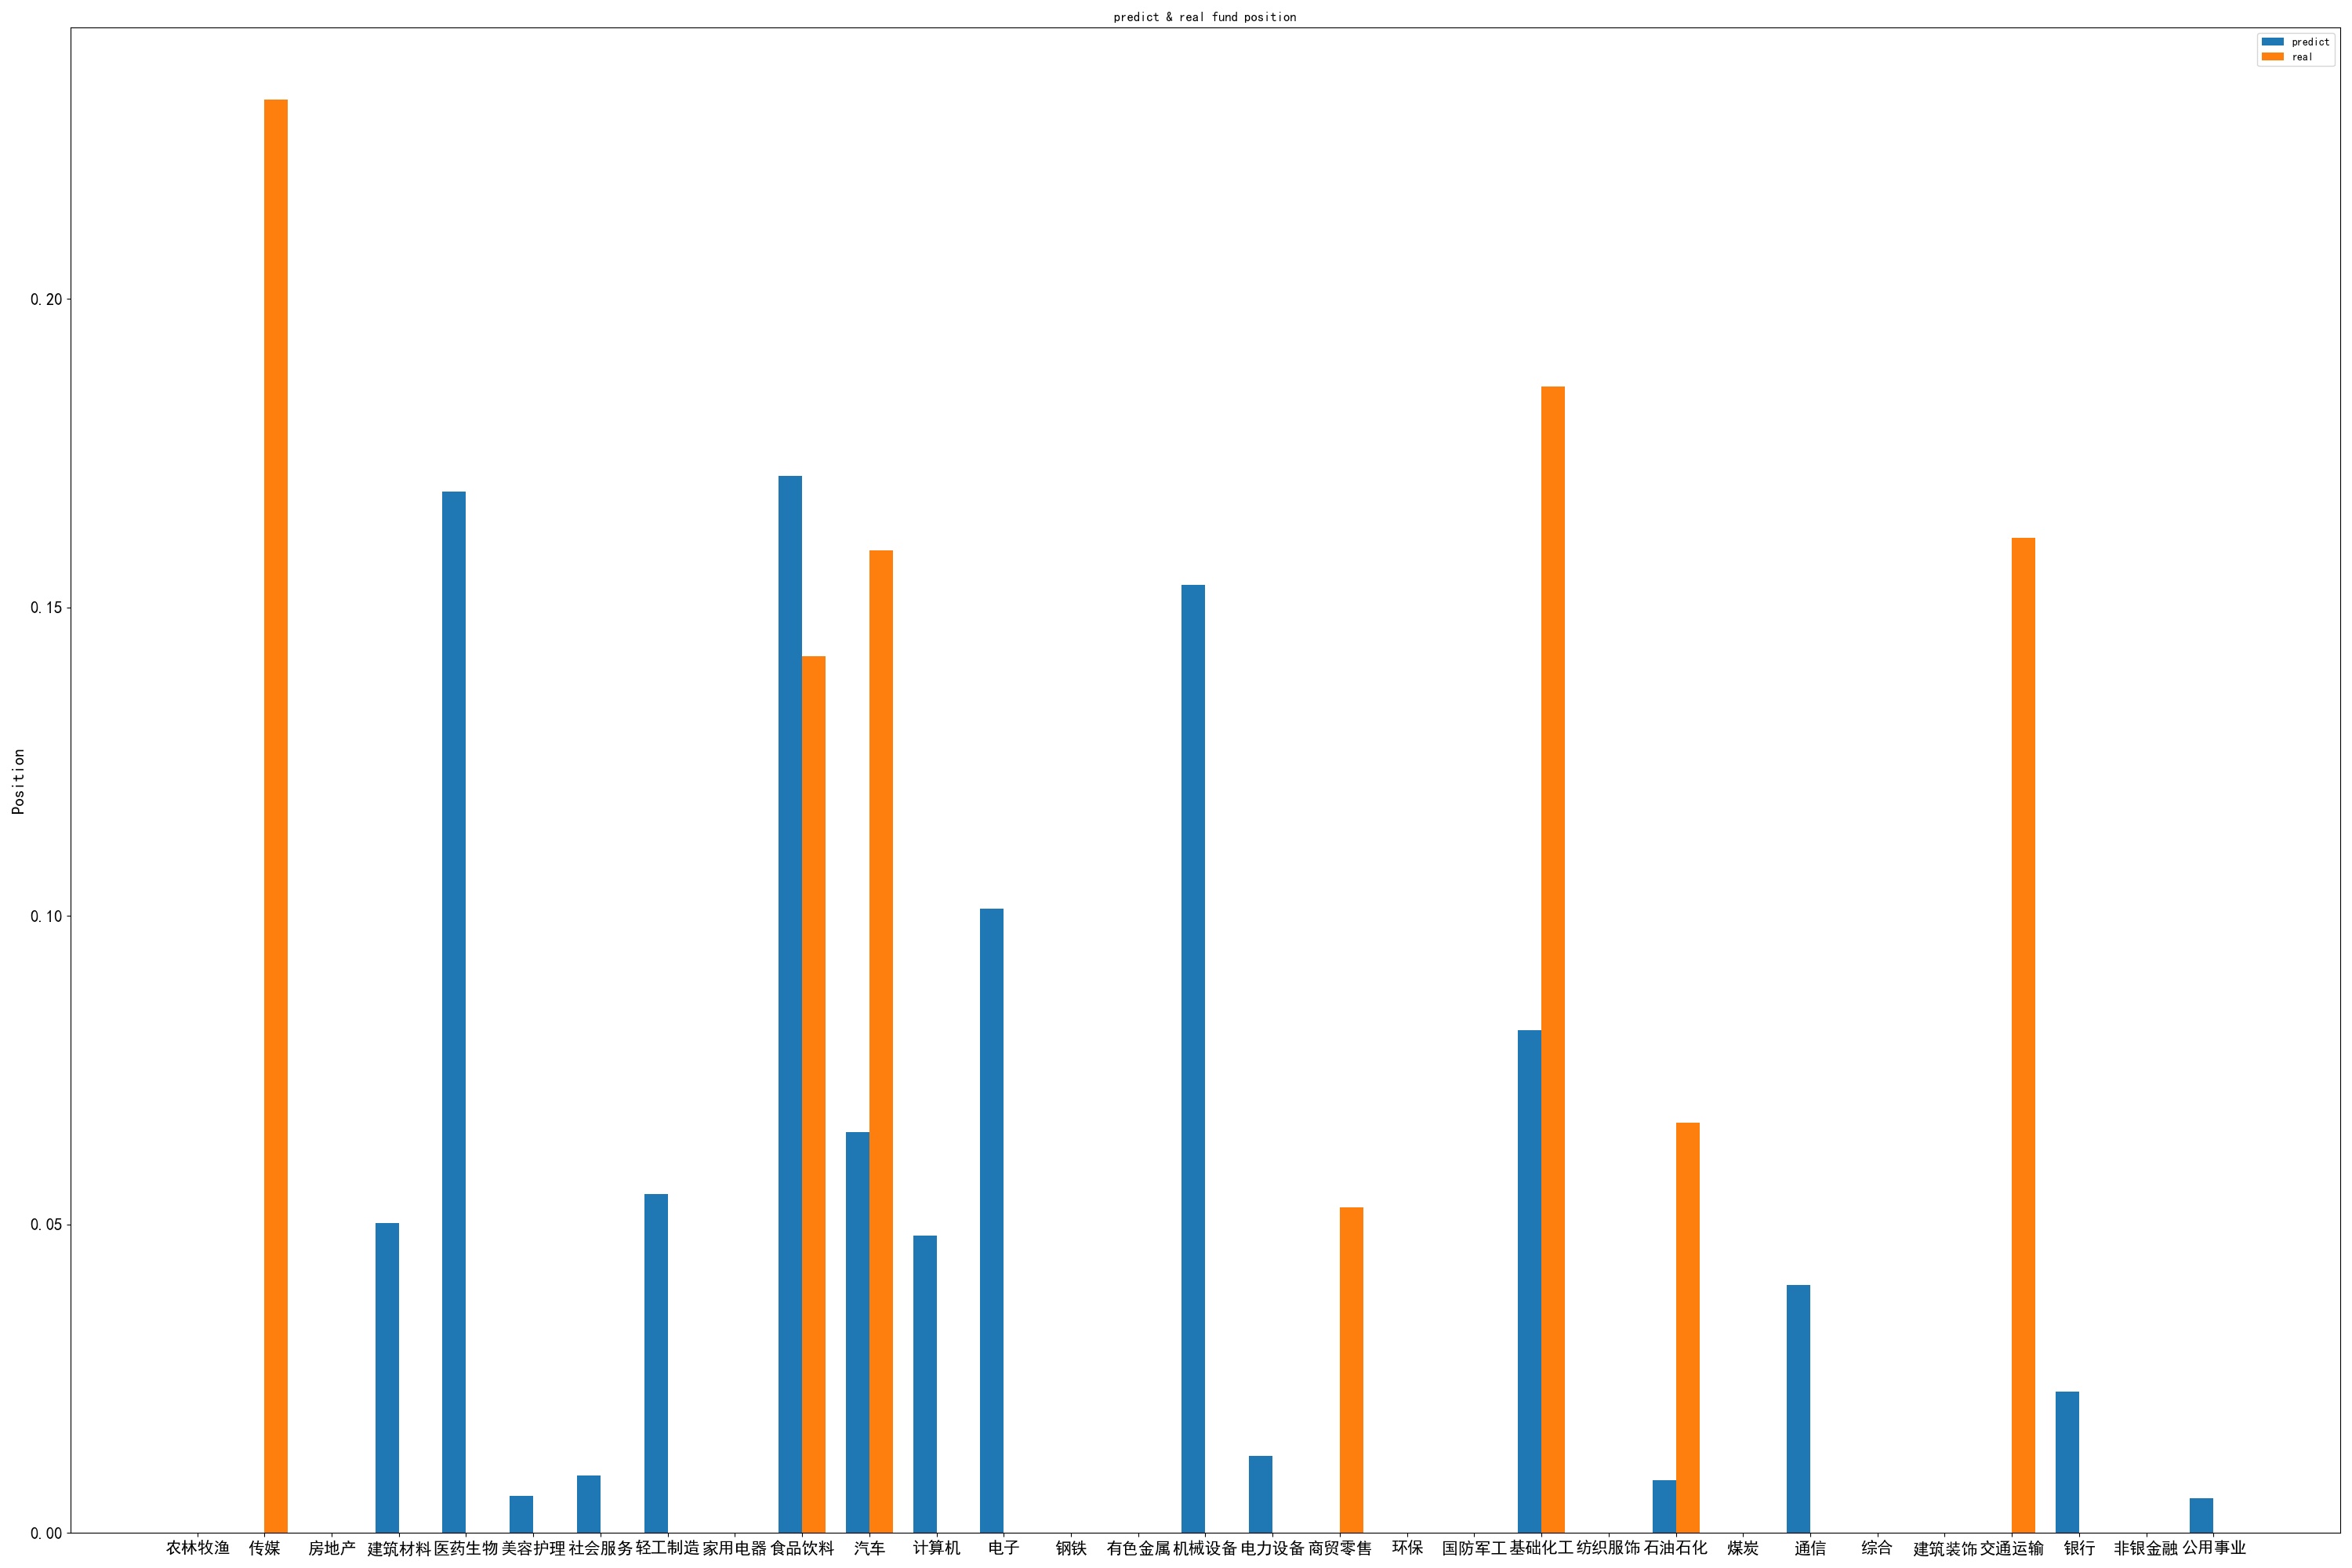 predict & real fund position
predict
real
0.20
0.15
0.10
0.05
0.00
Position
农林牧渔 传媒 房地产 建筑材料 医药生物 美容护理 社会服务 轻工制造 家用电器 食品饮料 汽车 计算机 电子 钢铁 有色金属 机械设备 电力设备 商贸零售 环保 国防军工 基础化工 纺织服饰 石油石化 煤炭 通信 综合 建筑装饰 交通运输 银行 非银金融 公用事业